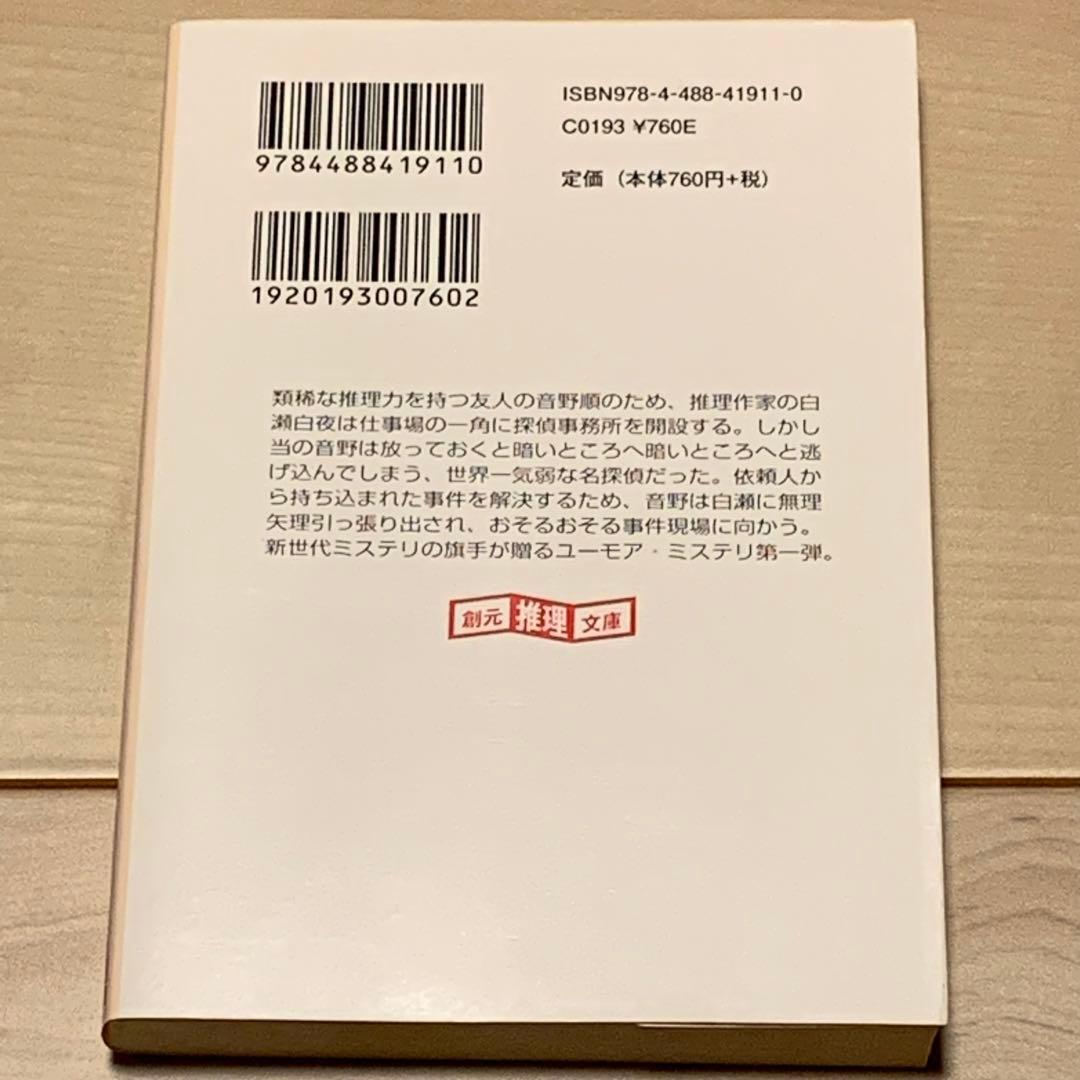 9784488419110
ISBN978-4-488-41911-0
C0193 ¥760E
定価（本体760円+税）
1920193007602
類稀な推理力を持つ友人の音野順のため、推理作家の白
瀬白夜は仕事場の一角に探偵事務所を開設する。しかし
当の音野は放っておくと暗いところへ暗いところへと逃
げ込んでしまう、世界一気弱な名探偵だった。依頼人か
ら持ち込まれた事件を解決するため、音野は白瀬に無理
矢理引っ張り出され、おそるおそる事件現場に向かう。
新世代ミステリの旗手が贈るユーモア・ミステリ第一弾。
創元推理文庫